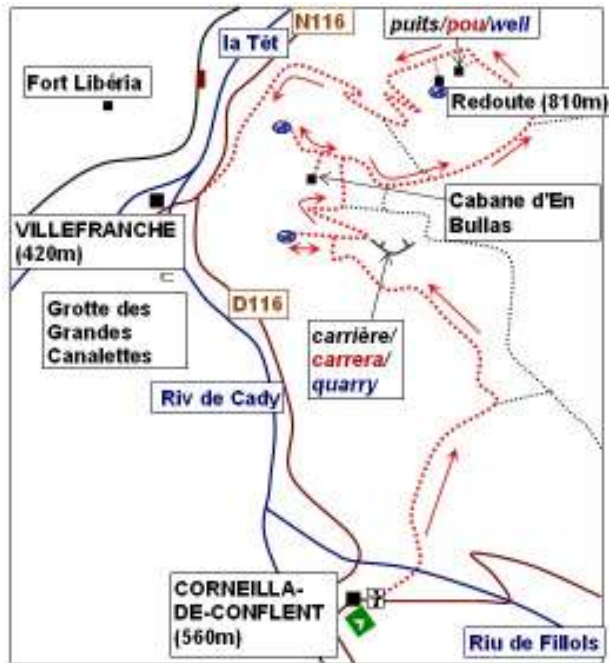 N116
puits/pou/well
la Têt
Fort Libéria
Redoute (810m)
Cabane d'En
Bullas
VILLEFRANCHE
(420m)
D116
Grotte des
Grandes
Canalettes
carrière/
carrera/
quarry
Riv de Cady
CORNEILLA-
DE-CONFLENT
(560m)
Riu de Fillols